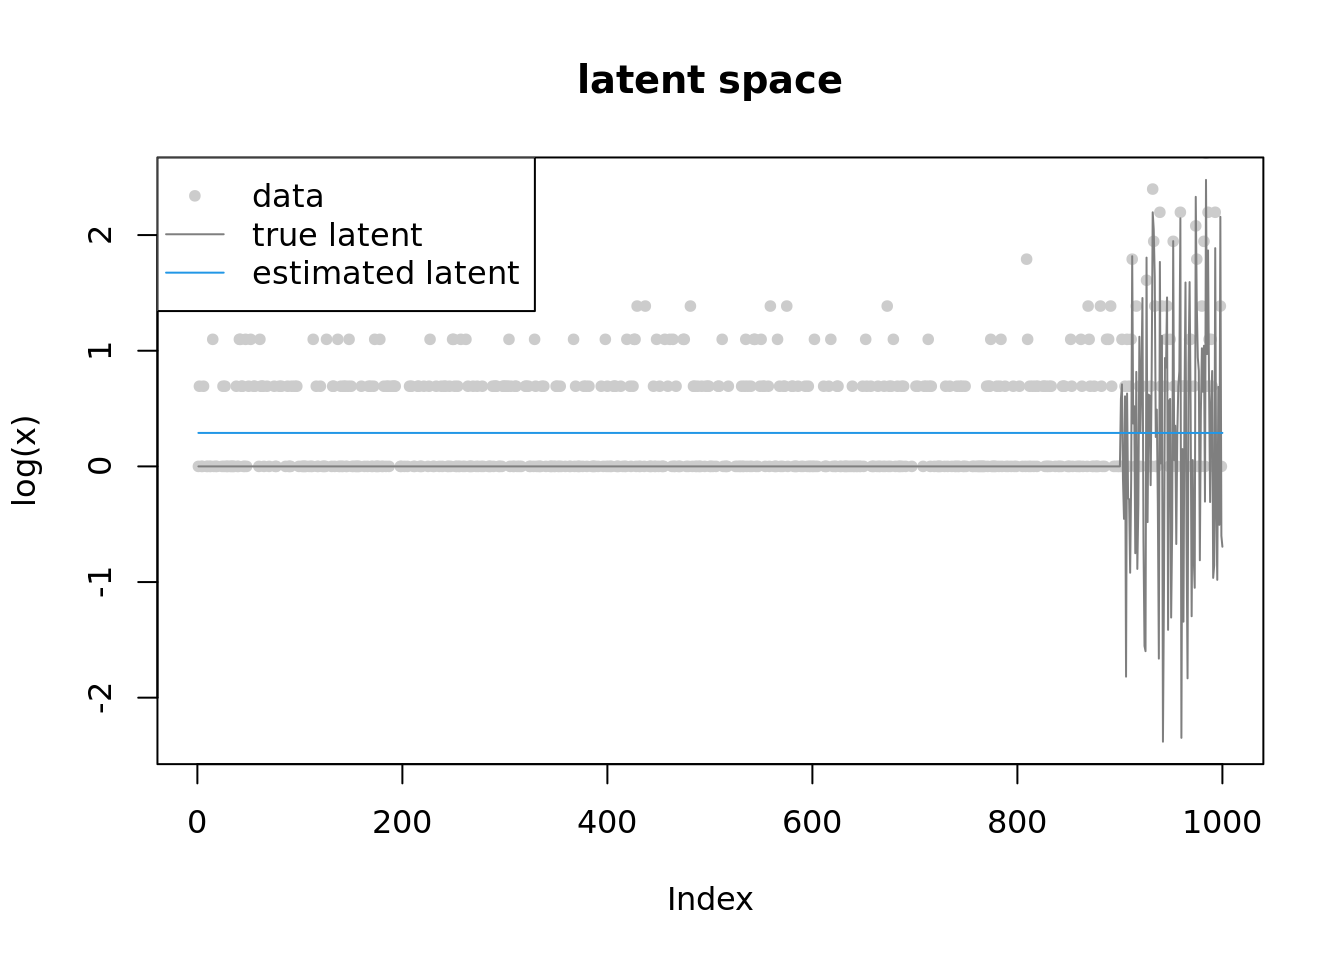 latent space
data
true latent
estimated latent
log(x)
2
1
0
-1
-2
0 200 400 600 800 1000
Index